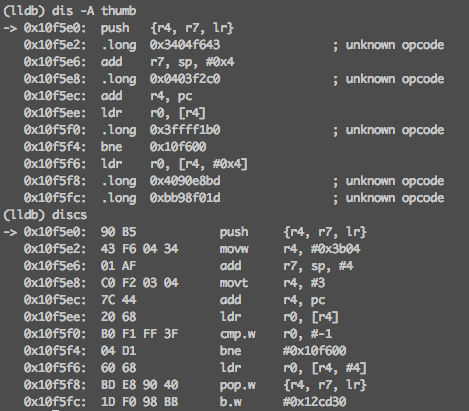 (lldb) dis -A thumb
-> 0x10f5e0: push {r4, r7, lr}
0x10f5e2: .long 0x3404f643 ; unknown opcode
0x10f5e6: add r7, sp, #0x4
0x10f5e8: .long 0x0403f2c0 ; unknown opcode
0x10f5ec: add r4, pc
0x10f5ee: ldr r0, [r4]
0x10f5f0: .long 0x3ffff1b0 ; unknown opcode
0x10f5f4: bne 0x10f600
0x10f5f6: ldr r0, [r4, #0x4]
0x10f5f8: .long 0x4090e8bd ; unknown opcode
0x10f5fc: .long 0xbb98f01d ; unknown opcode
(lldb) discs
-> 0x10f5e0: 90 B5 push {r4, r7, lr}
0x10f5e2: 43 F6 04 34 movw r4, #0x3b04
0x10f5e6: 01 AF add r7, sp, #4
0x10f5e8: C0 F2 03 04 movt r4, #3
0x10f5ec: 7C 44 add r4, pc
0x10f5ee: 20 68 ldr r0, [r4]
0x10f5f0: B0 F1 FF 3F cmp.w r0, #-1
0x10f5f4: 04 D1 bne #0x10f600
0x10f5f6: 60 68 ldr r0, [r4, #4]
0x10f5f8: BD E8 90 40 pop.w {r4, r7, lr}
0x10f5fc: 1D F0 98 BB b.w #0x12cd30